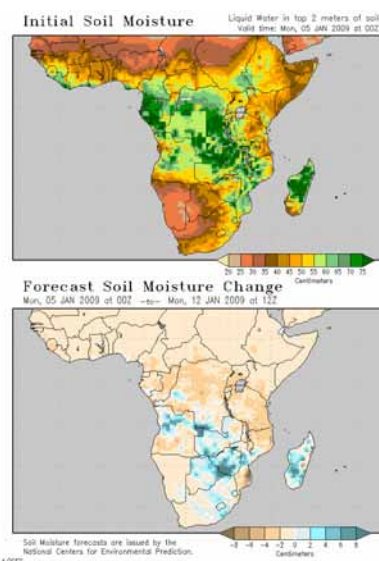 Initial Soil Moisture
Liquid Water in top 2 meters of soil
Valid time: Mon, 05 JAN 2009 at 00Z
20 25 30 35 40 45 50 55 60 65 70 75
Centimeters
Forecast Soil Moisture Change
Mon, 05 JAN 2009 at 00Z -to- Mon, 12 JAN 2009 at 12Z
Soil Moisture forecasts are issued by the
National Centers for Environmental Prediction.
-8 -6 -4 -2 0 2 4 6 8
Centimeters